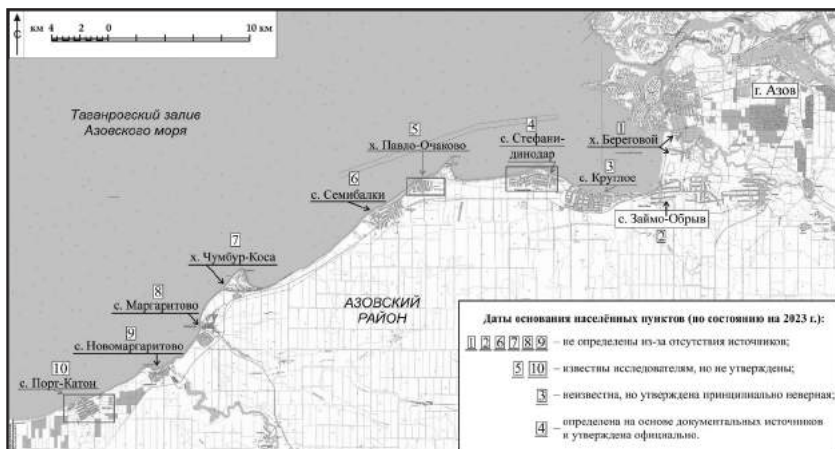 С
км 4 2 0 10 км
г. Азов
Таганрогский залив
Азовского моря
1
х. Береговой
4
с. Стефани-
динодар
5
х. Павло-Очаково
3
с. Круглое
6
с. Семибалки
с. Займо-Обрыв
2
7
х. Чумбур-Коса
8
с. Маргаритово
АЗОВСКИЙ
РАЙОН
9
с. Новомаргаритово
10
с. Порт-Катон
Даты основания населённых пунктов (по состоянию на 2023 г.):
1 2 6 7 8 9 – не определены из-за отсутствия источников;
5 10 – известны исследователям, но не утверждены;
3 – неизвестна, но утверждена принципиально неверная;
4 – определена на основе документальных источников
и утверждена официально.